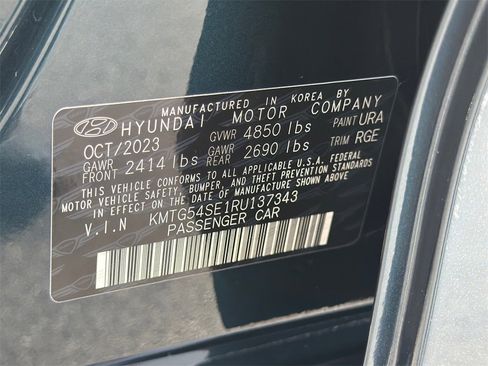 MANUFACTURED IN KOREA BY
HYUNDAI MOTOR COMPANY
OCT/2023 GVWR 4850 lbs PAINT URA
GAWR FRONT 2414 lbs GAWR REAR 2690 lbs TRIM RGE
THIS VEHICLE CONFORMS TO ALL APPLICABLE U.S.A. FEDERAL
MOTOR VEHICLE SAFETY, BUMPER, AND THEFT PREVENTION
STANDARDS IN EFFECT ON THE DATE OF MANUFACTURE SHOWN ABOVE.
V.I.N KMTG54SE1RU137343
PASSENGER CAR